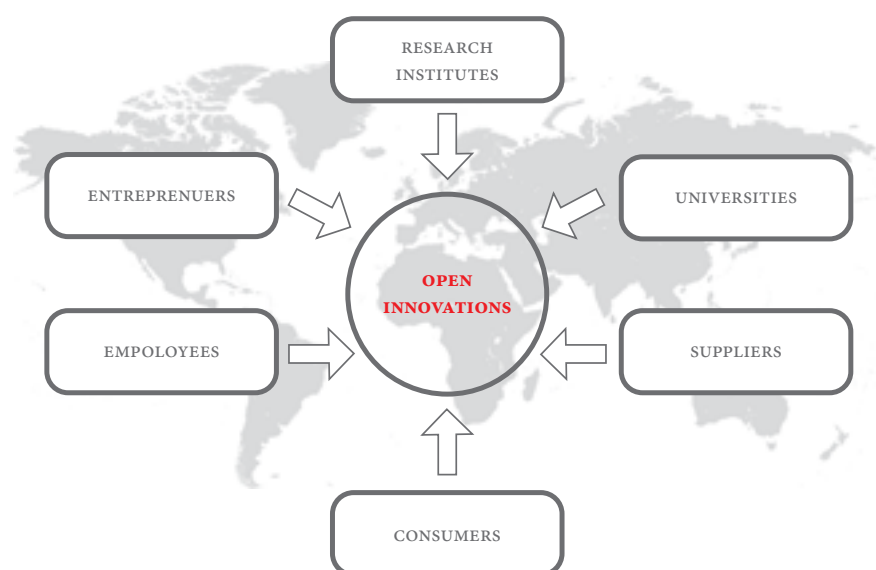 RESEARCH
INSTITUTES
ENTREPRENUERS
UNIVERSITIES
OPEN
INNOVATIONS
EMPOLOYEES
SUPPLIERS
CONSUMERS